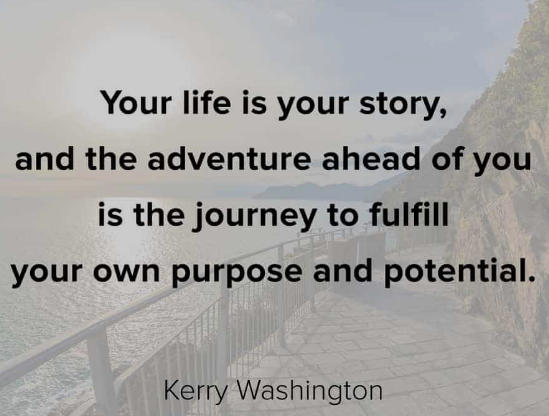 Your life is your story,
and the adventure ahead of you
is the journey to fulfill
your own purpose and potential.
Kerry Washington